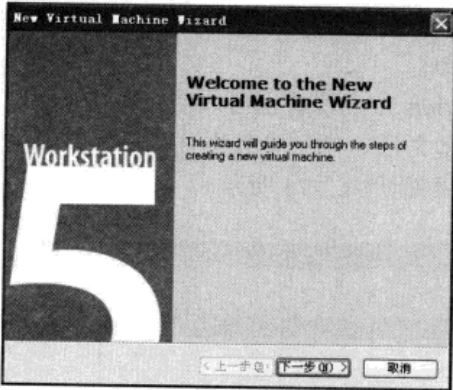 New Virtual Machine Wizard
Welcome to the New
Virtual Machine Wizard
This wizard will guide you through the steps of
creating a new virtual machine.
Workstation
5
< 上一步(B) 下一步(N) > 取消